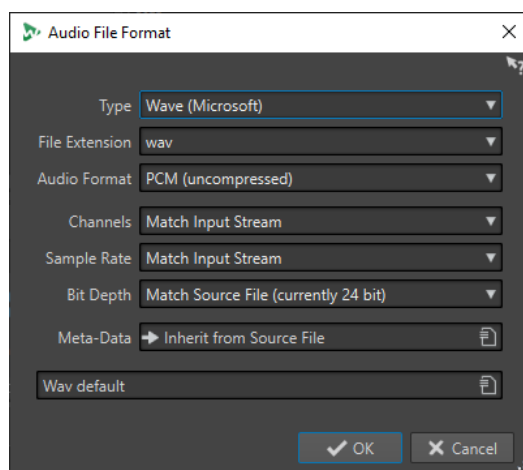 Audio File Format
Type Wave (Microsoft)
File Extension wav
Audio Format PCM (uncompressed)
Channels Match Input Stream
Sample Rate Match Input Stream
Bit Depth Match Source File (currently 24 bit)
Meta-Data Inherit from Source File
Wav default
OK Cancel